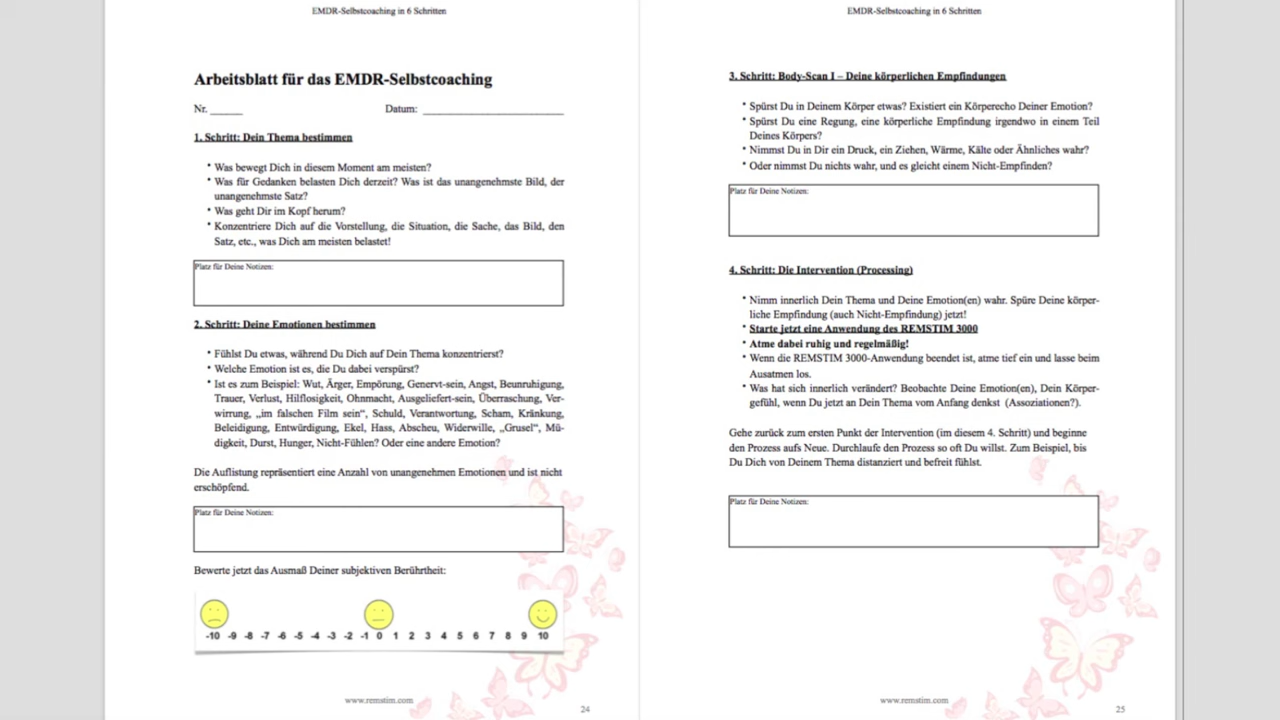 EMDR-Selbstcoaching in 6 Schritten
Arbeitsblatt für das EMDR-Selbstcoaching
Nr. ______ Datum: __________________________
1. Schritt: Dein Thema bestimmen
• Was bewegt Dich in diesem Moment am meisten?
• Was für Gedanken belasten Dich derzeit? Was ist das unangenehmste Bild, der
unangenehmste Satz?
• Was geht Dir im Kopf herum?
• Konzentriere Dich auf die Vorstellung, die Situation, die Sache, das Bild, den
Satz, etc., was Dich am meisten belastet!
Platz für Deine Notizen:
2. Schritt: Deine Emotionen bestimmen
• Fühlst Du etwas, während Du Dich auf Dein Thema konzentrierst?
• Welche Emotion ist es, die Du dabei verspürst?
• Ist es zum Beispiel: Wut, Ärger, Empörung, Genervt-sein, Angst, Beunruhigung,
Trauer, Verlust, Hilflosigkeit, Ohnmacht, Ausgeliefert-sein, Überraschung, Ver-
wirrung, „im falschen Film sein“, Schuld, Verantwortung, Scham, Kränkung,
Beleidigung, Entwürdigung, Ekel, Hass, Abscheu, Widerwille, „Grusel“, Mü-
digkeit, Durst, Hunger, Nicht-Fühlen? Oder eine andere Emotion?
Die Auflistung repräsentiert eine Anzahl von unangenehmen Emotionen und ist nicht
erschöpfend.
Platz für Deine Notizen:
Bewerte jetzt das Ausmaß Deiner subjektiven Berührtheit:
-10 -9 -8 -7 -6 -5 -4 -3 -2 -1 0 1 2 3 4 5 6 7 8 9 10
www.remstim.com
24
EMDR-Selbstcoaching in 6 Schritten
3. Schritt: Body-Scan I – Deine körperlichen Empfindungen
• Spürst Du in Deinem Körper etwas? Existiert ein Körperecho Deiner Emotion?
• Spürst Du eine Regung, eine körperliche Empfindung irgendwo in einem Teil
Deines Körpers?
• Nimmst Du in Dir ein Druck, ein Ziehen, Wärme, Kälte oder Ähnliches wahr?
• Oder nimmst Du nichts wahr, und es gleicht einem Nicht-Empfinden?
Platz für Deine Notizen:
4. Schritt: Die Intervention (Processing)
• Nimm innerlich Dein Thema und Deine Emotion(en) wahr. Spüre Deine körper-
liche Empfindung (auch Nicht-Empfindung) jetzt!
• Starte jetzt eine Anwendung des REMSTIM 3000
• Atme dabei ruhig und regelmäßig!
• Wenn die REMSTIM 3000-Anwendung beendet ist, atme tief ein und lasse beim
Ausatmen los.
• Was hat sich innerlich verändert? Beobachte Deine Emotion(en), Dein Körper-
gefühl, wenn Du jetzt an Dein Thema vom Anfang denkst (Assoziationen?).
Gehe zurück zum ersten Punkt der Intervention (im diesem 4. Schritt) und beginne
den Prozess aufs Neue. Durchlaufe den Prozess so oft Du willst. Zum Beispiel, bis
Du Dich von Deinem Thema distanziert und befreit fühlst.
Platz für Deine Notizen:
www.remstim.com
25